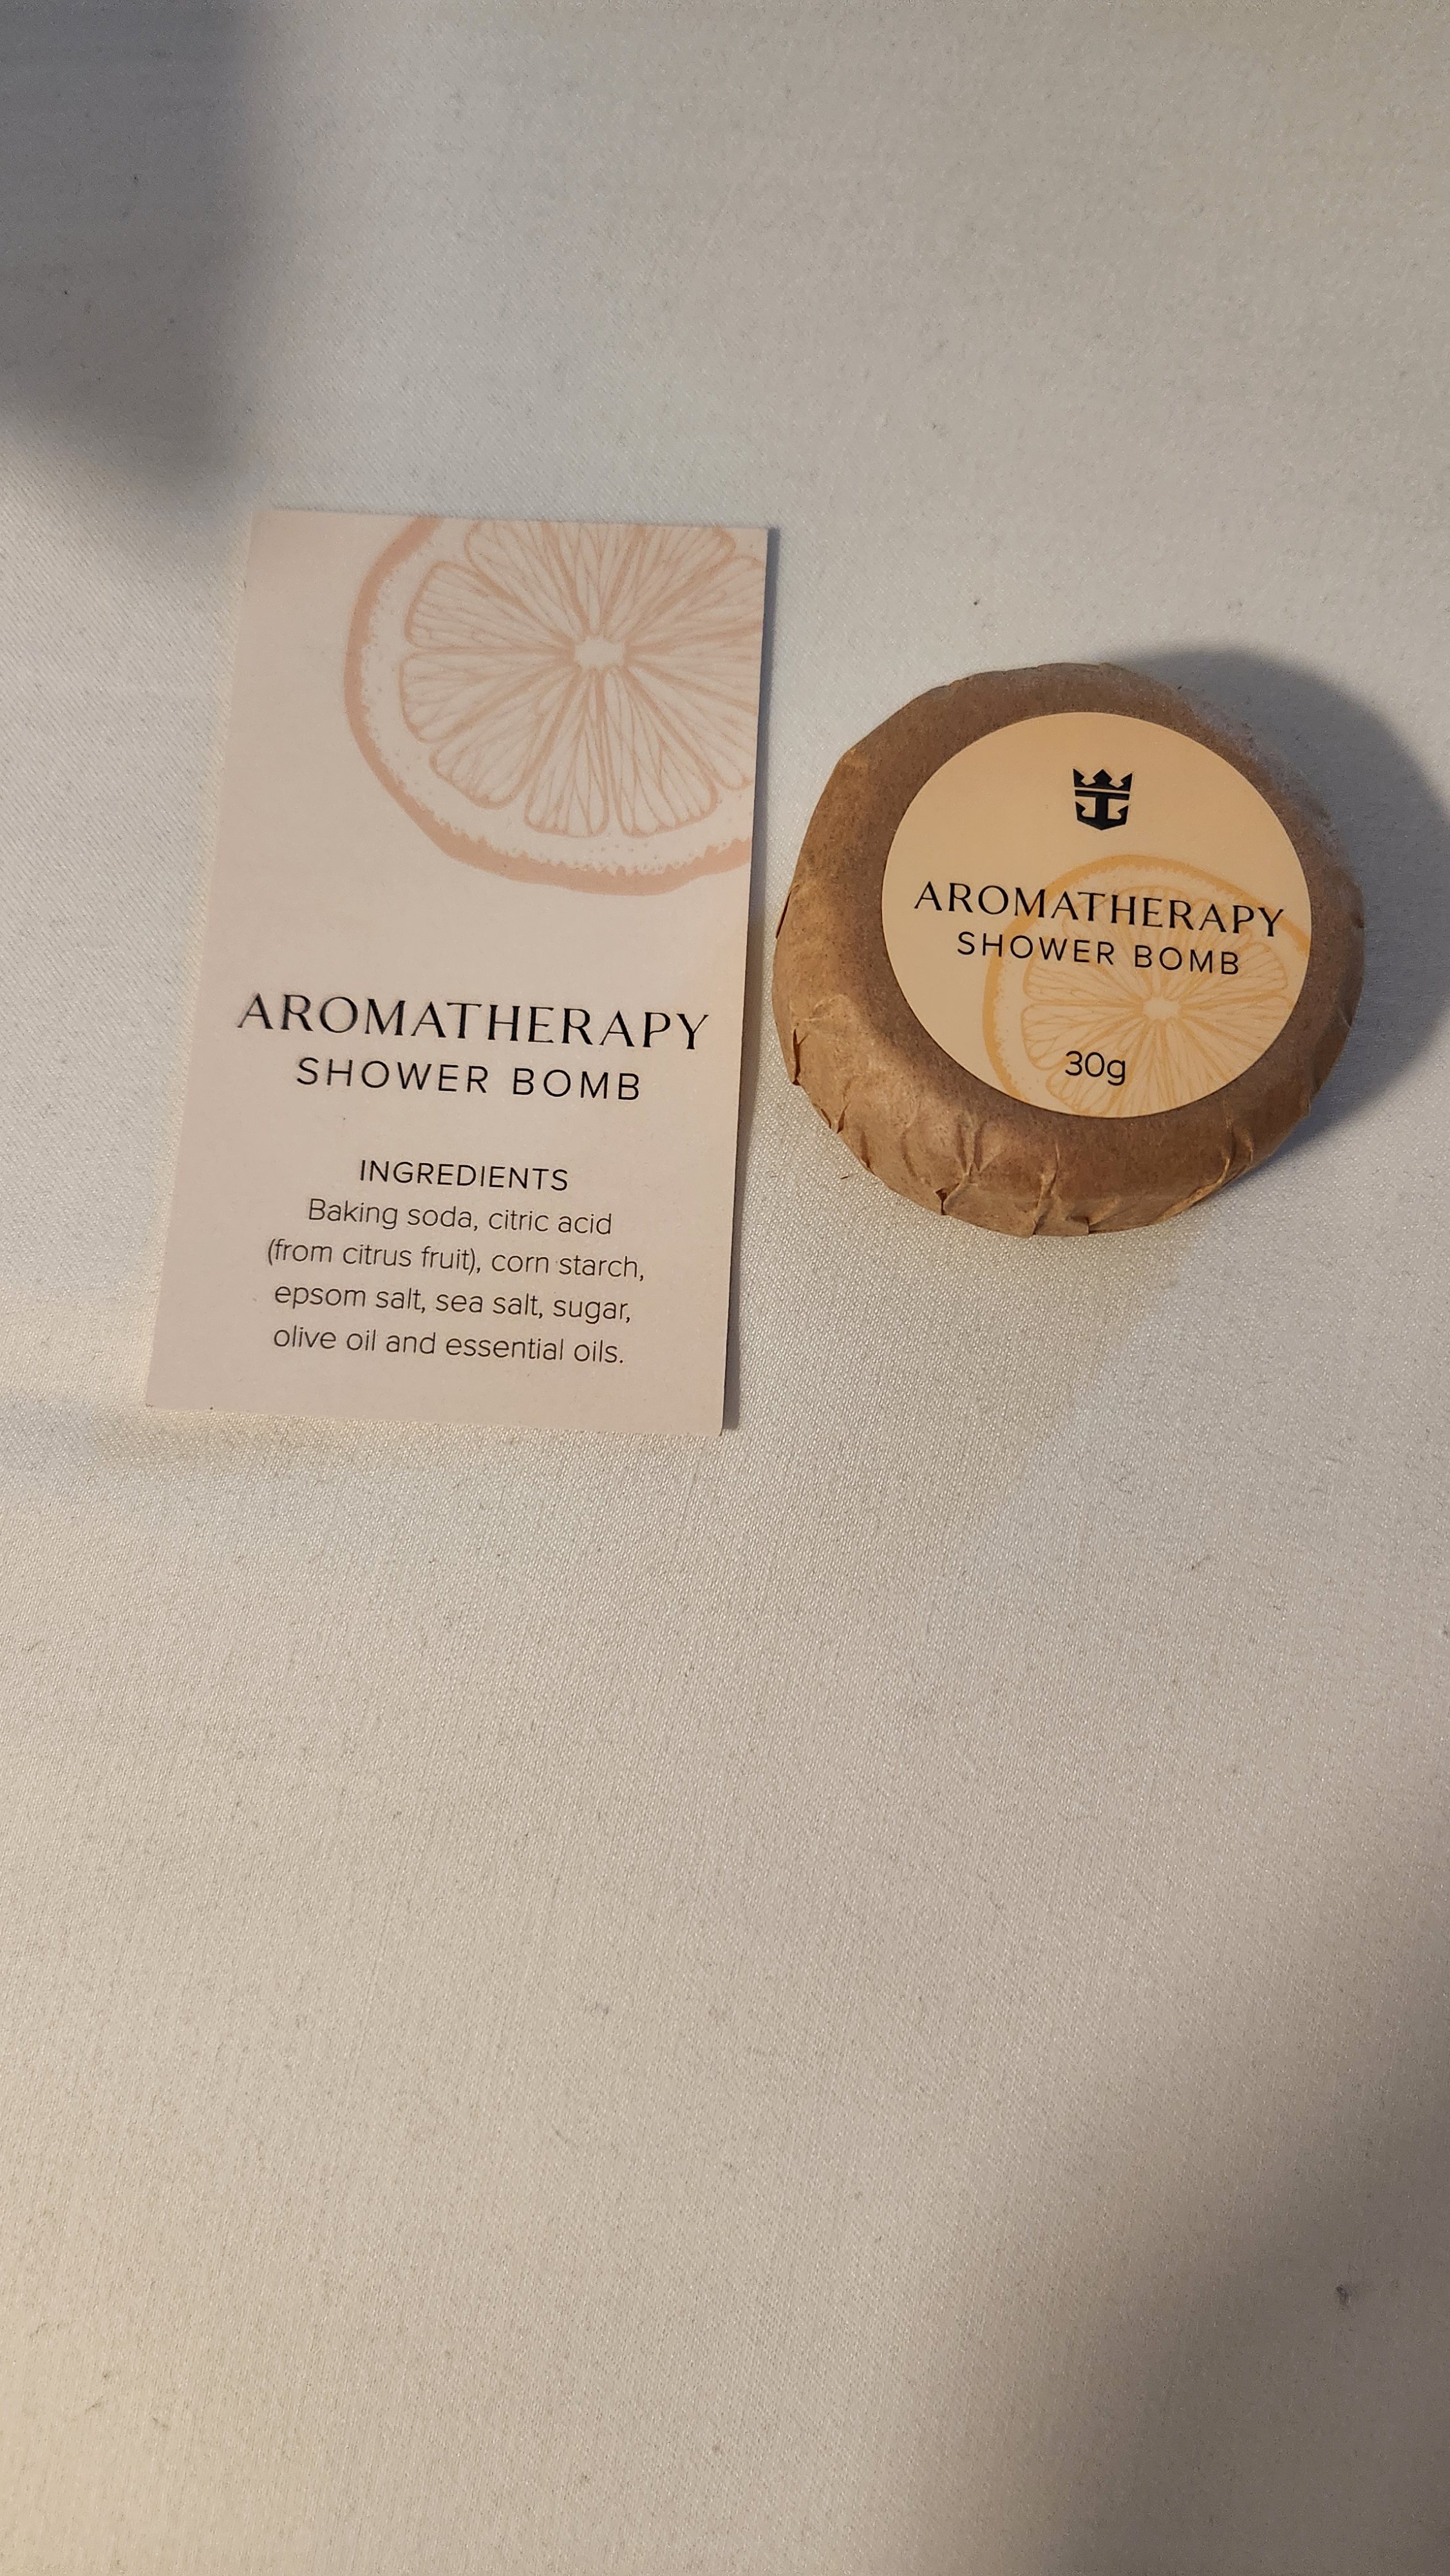 AROMATHERAPY
SHOWER BOMB
INGREDIENTS
Baking soda, citric acid
(from citrus fruit), corn starch,
epsom salt, sea salt, sugar,
olive oil and essential oils.
AROMATHERAPY
SHOWER BOMB
30g